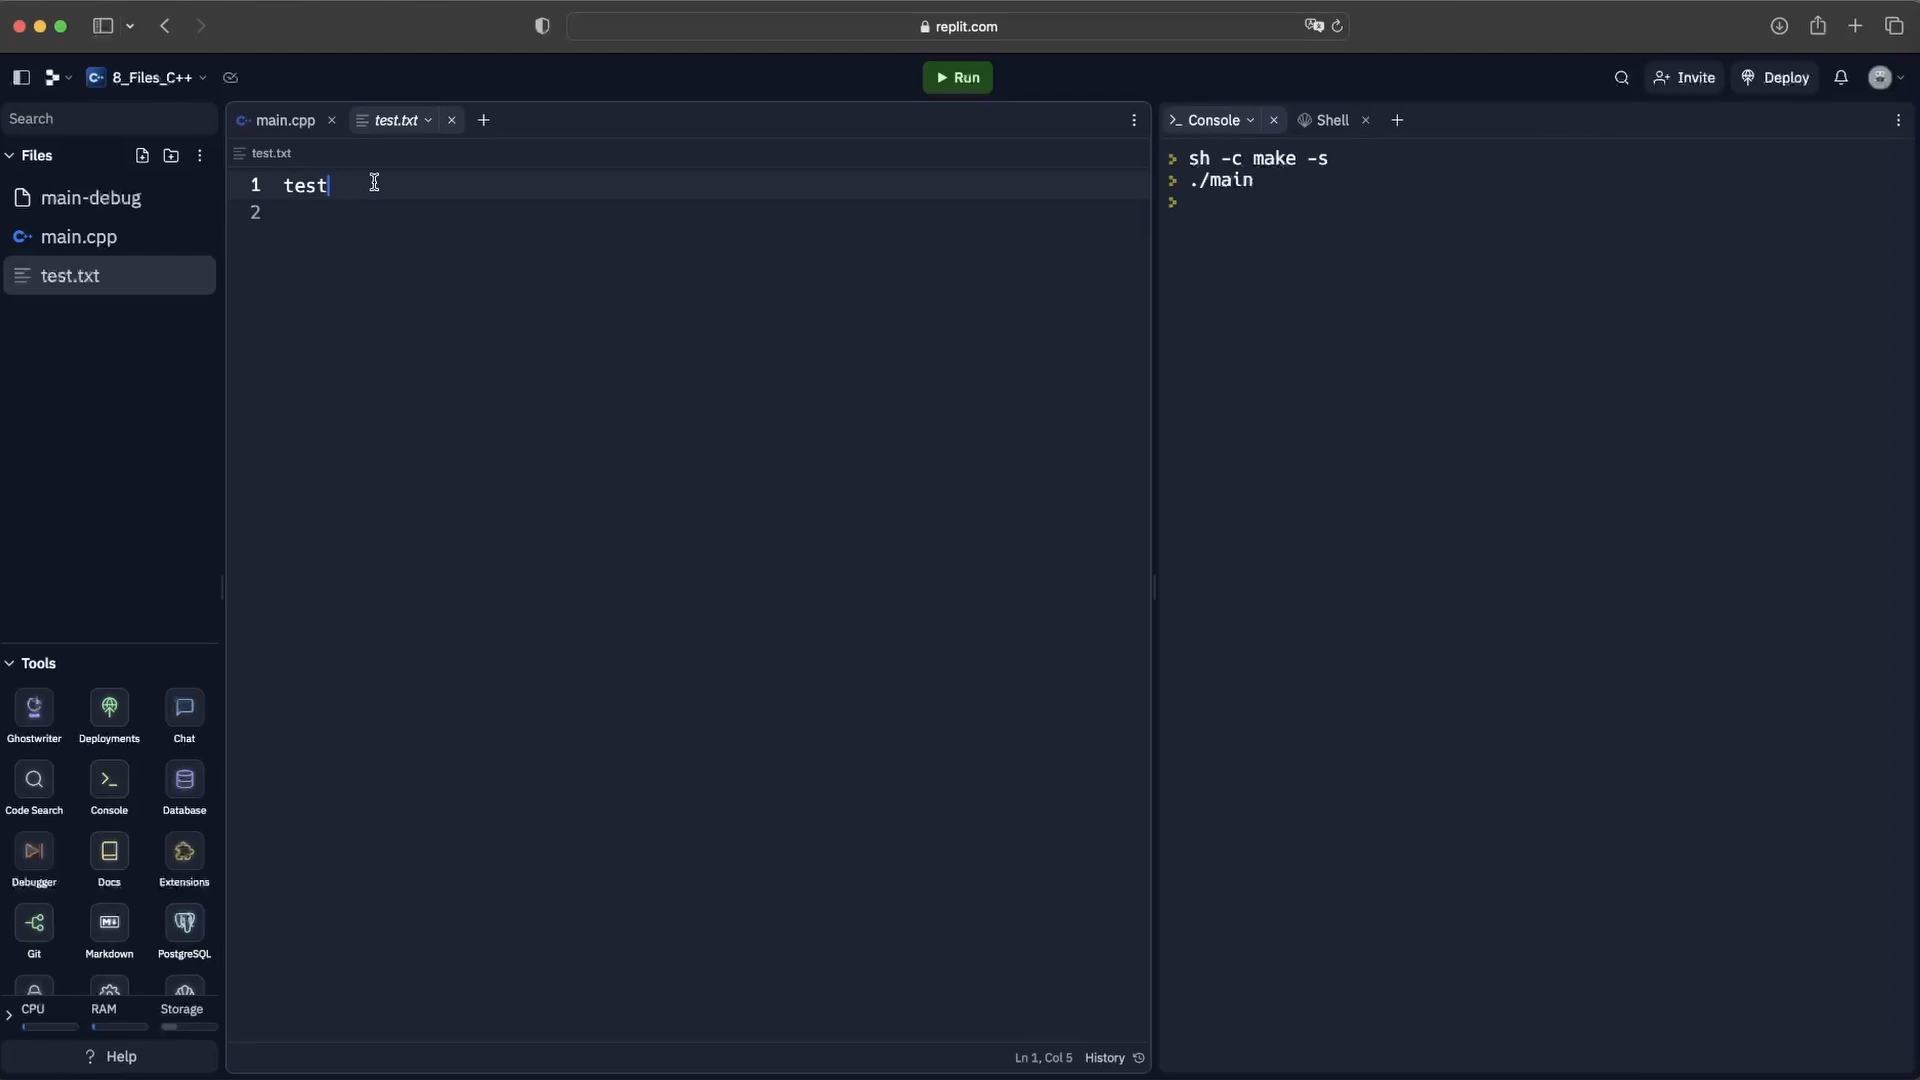 replit.com
8_Files_C++
Run
Invite
Deploy
Search
main.cpp
test.txt
Console
Shell
Files
test.txt
main-debug
main.cpp
test.txt
1 test
2
sh -c make -s
./main
Tools
Ghostwriter
Deployments
Chat
Code Search
Console
Database
Debugger
Docs
Extensions
Git
Markdown
PostgreSQL
CPU
RAM
Storage
? Help
Ln 1, Col 5
History